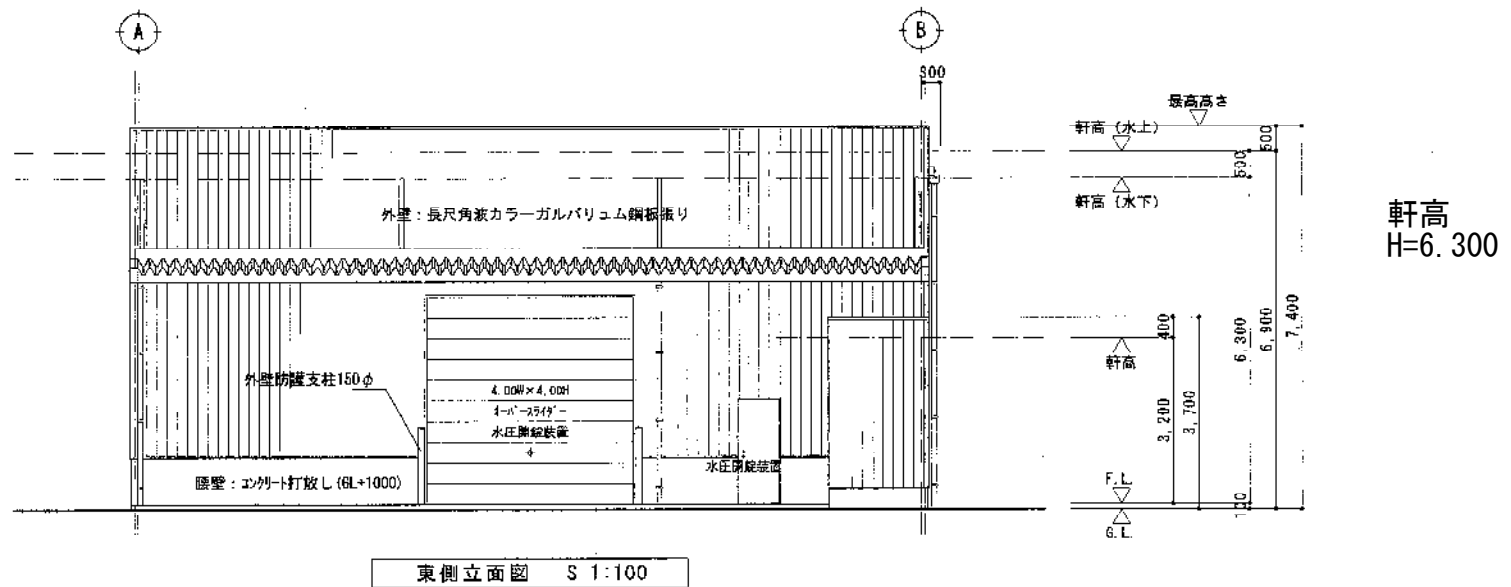 A
B
300
最高高さ
軒高 (水上)
500
500
軒高 (水下)
外壁：長尺角波カラーガルバリュム鋼板張り
軒高
H=6.300
400
6,300
6,900
7,400
軒高
外壁防護支柱150φ
4.00W×4.00H
オーバースライダー
水圧開錠装置
3,200
3,700
水圧開錠装置
腰壁：コンクリート打放し(GL+1000)
F.L.
100
G.L.
東側立面図 S 1:100